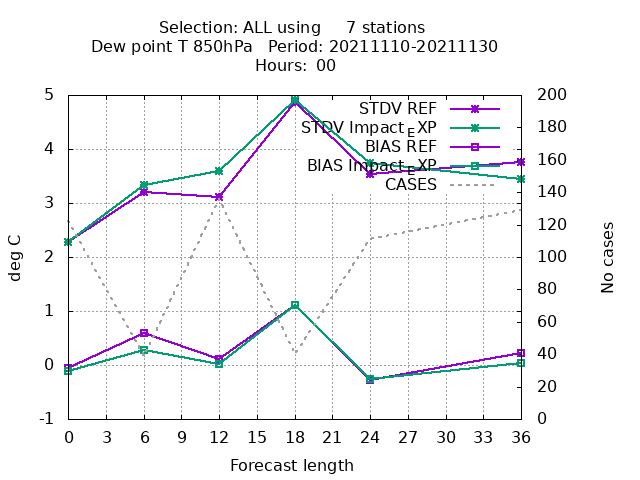 Selection: ALL using     7 stations
Dew point T 850hPa   Period: 20211110-20211130
Hours: 00
STDV REF
STDV Impact_EXP
BIAS REF
BIAS Impact_EXP
CASES
5
4
3
2
1
0
-1
200
180
160
140
120
100
80
60
40
20
0
deg C
No cases
0 3 6 9 12 15 18 21 24 27 30 33 36
Forecast length